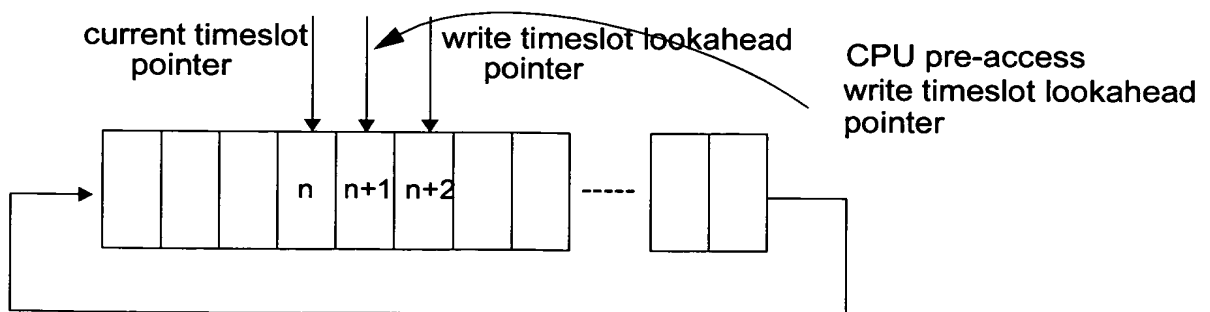 current timeslot
pointer
write timeslot lookahead
pointer
CPU pre-access
write timeslot lookahead
pointer
n n+1 n+2